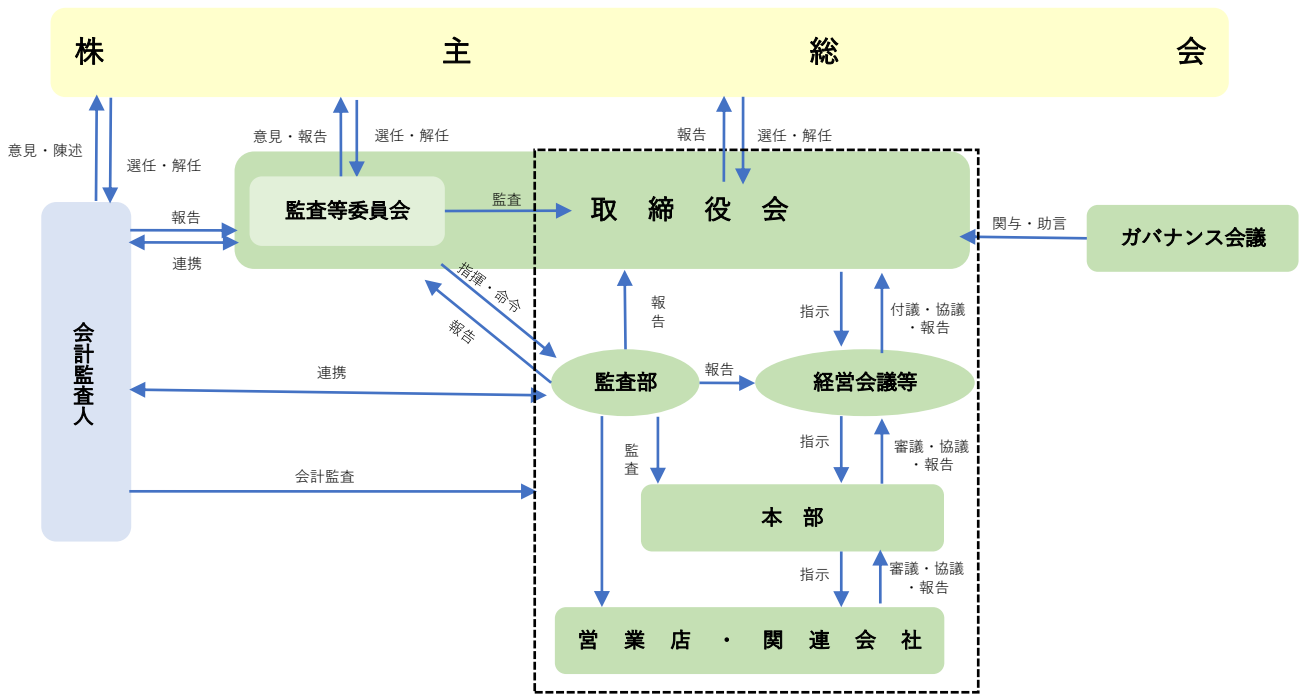 株主総会
意見・陳述
選任・解任
意見・報告
選任・解任
報告
選任・解任
監査等委員会
監査
取締役会
関与・助言
ガバナンス会議
報告
連携
指揮・命令
報告
報
告
指示
付議・協議
・報告
会計監査人
連携
監査部
報告
経営会議等
会計監査
監
査
指示
審議・協議
・報告
本 部
指示
審議・協議
・報告
営業店・関連会社